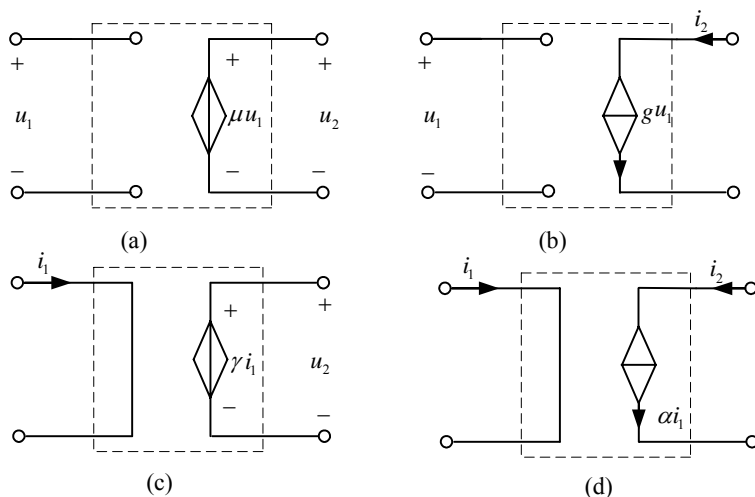 + + + i₂
+
u₁ μu₁ u₂ u₁ gu₁
− − − −
(a) (b)
i₁ i₁ i₂
+ +
γi₁ u₂
− − αi₁
(c) (d)